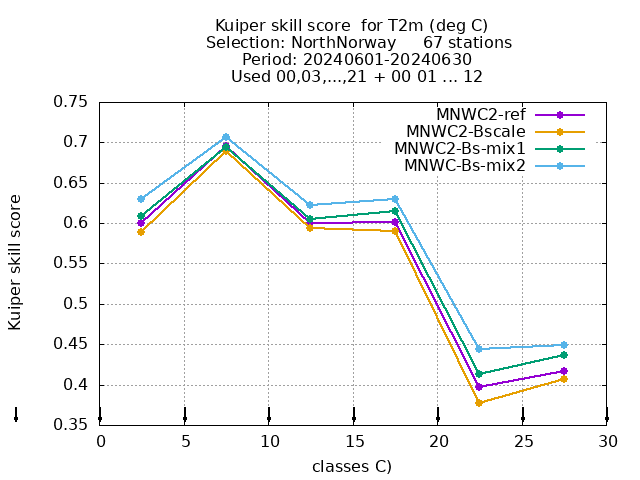 Kuiper skill score  for T2m (deg C)
Selection: NorthNorway     67 stations
Period: 20240601-20240630
Used 00,03,...,21 + 00 01 ... 12
MNWC2-ref
MNWC2-Bscale
MNWC2-Bs-mix1
MNWC-Bs-mix2
Kuiper skill score
0.75
0.7
0.65
0.6
0.55
0.5
0.45
0.4
0.35
0 5 10 15 20 25 30
classes C)